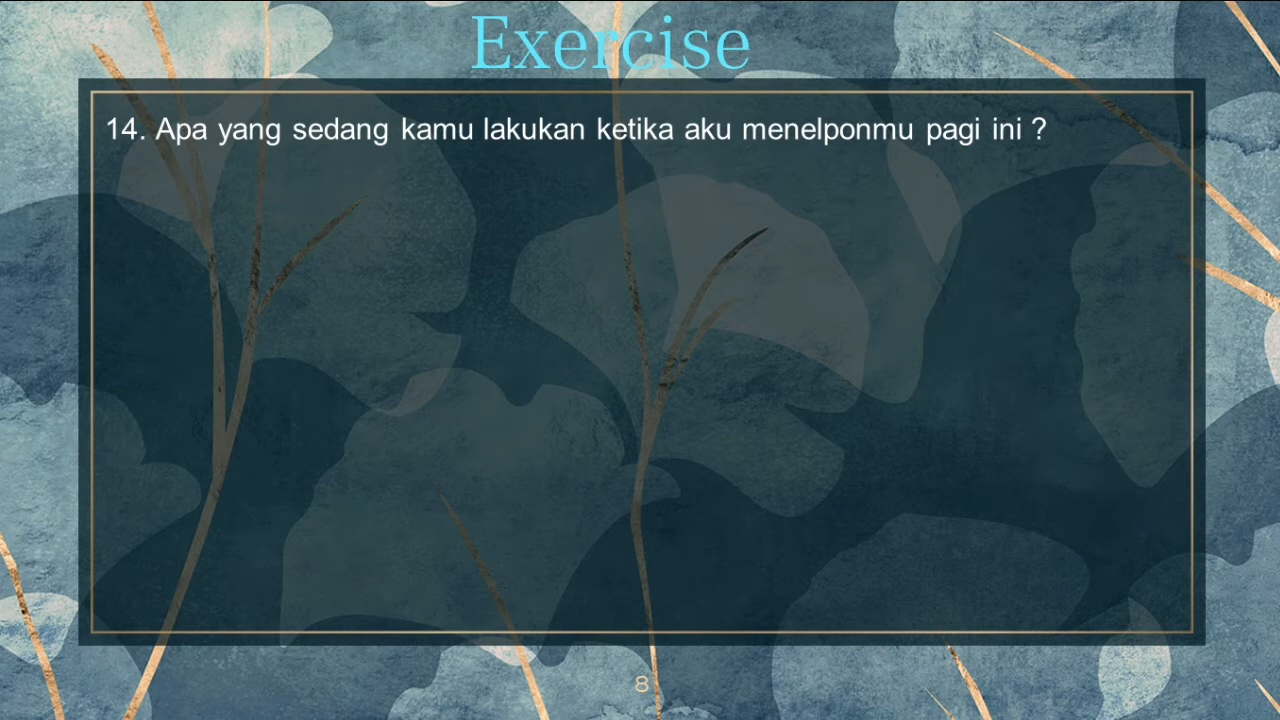 Exercise
14. Apa yang sedang kamu lakukan ketika aku menelponmu pagi ini ?
8